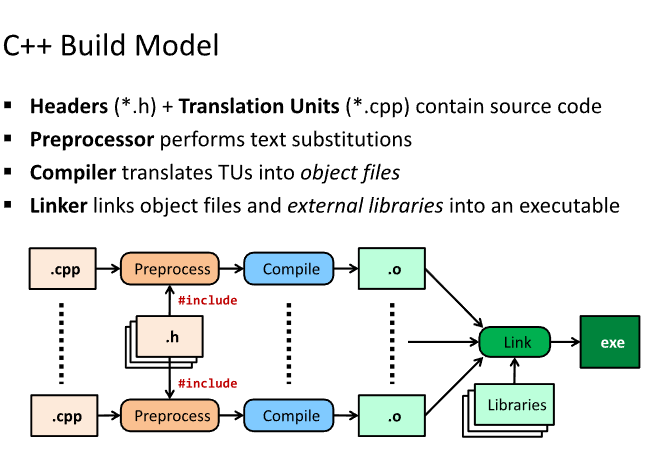 C++ Build Model
▪ Headers (*.h) + Translation Units (*.cpp) contain source code
▪ Preprocessor performs text substitutions
▪ Compiler translates TUs into object files
▪ Linker links object files and external libraries into an executable
.cpp Preprocess Compile .o
#include
.h Link exe
#include
Libraries
.cpp Preprocess Compile .o